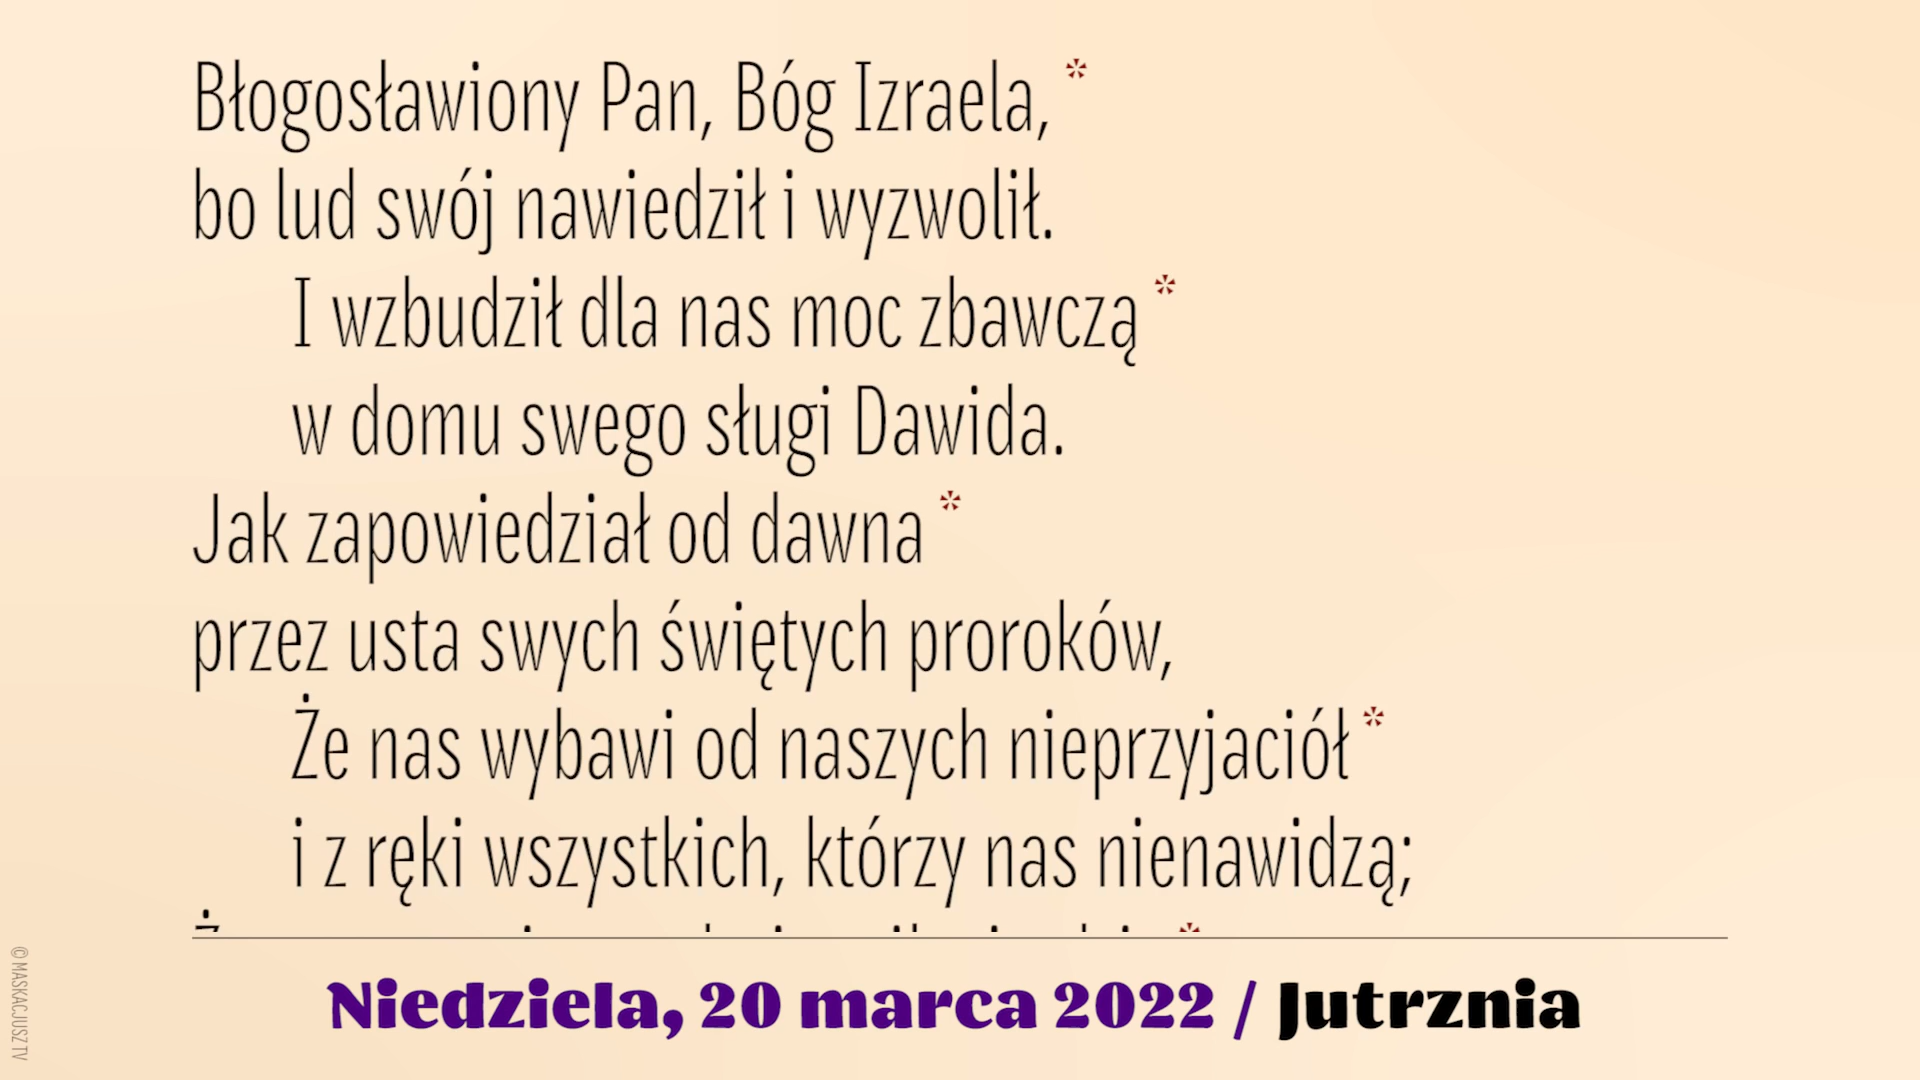 Błogosławiony Pan, Bóg Izraela, *
bo lud swój nawiedził i wyzwolił.
I wzbudził dla nas moc zbawczą *
w domu swego sługi Dawida.
Jak zapowiedział od dawna *
przez usta swych świętych proroków,
Że nas wybawi od naszych nieprzyjaciół *
i z ręki wszystkich, którzy nas nienawidzą;
Niedziela, 20 marca 2022 / Jutrznia
© MASKACJUSZ TV